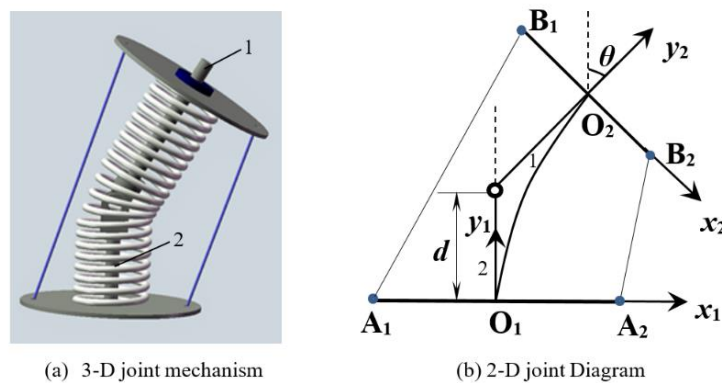 1
2
(a) 3-D joint mechanism
B₁
θ
y₂
O₂
1
B₂
x₂
y₁
d
2
A₁
O₁
A₂
x₁
(b) 2-D joint Diagram